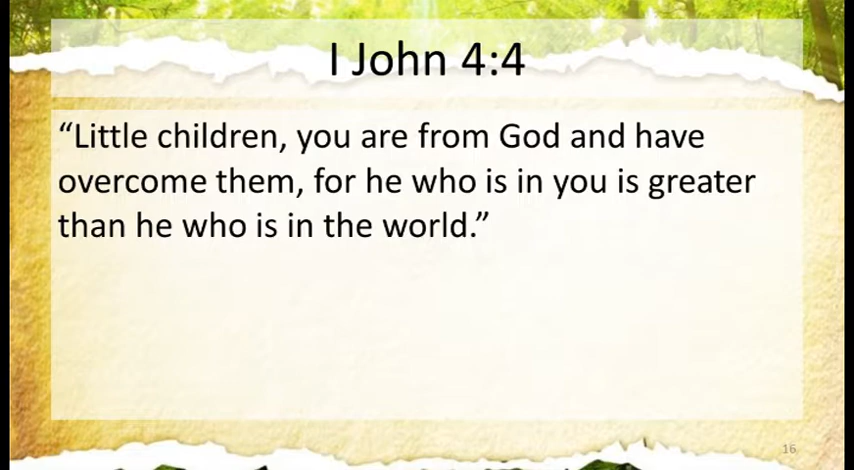 I John 4:4
“Little children, you are from God and have
overcome them, for he who is in you is greater
than he who is in the world.”
16